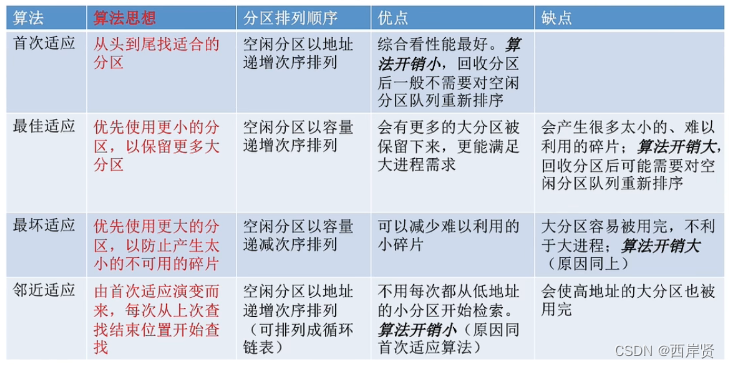 算法 算法思想 分区排列顺序 优点 缺点
首次适应 从头到尾找适合的 空闲分区以地址 综合看性能最好。算
分区 递增次序排列 法开销小，回收分区
后一般不需要对空闲
分区队列重新排序
最佳适应 优先使用更小的分 空闲分区以容量 会有更多的大分区被 会产生很多太小的、难以
区，以保留更多大 递增次序排列 保留下来，更能满足 利用的碎片；算法开销大，
分区 大进程需求 回收分区后可能需要对空
闲分区队列重新排序
最坏适应 优先使用更大的分 空闲分区以容量 可以减少难以利用的 大分区容易被用完，不利
区，以防止产生太 递减次序排列 小碎片 于大进程；算法开销大
小的不可用的碎片 （原因同上）
邻近适应 由首次适应演变而 空闲分区以地址 不用每次都从低地址 会使高地址的大分区也被
来，每次从上次查 递增次序排列 的小分区开始检索。 用完
找结束位置开始查 （可排列成循环 算法开销小（原因同
找 链表） 首次适应算法）
CSDN @西岸贤